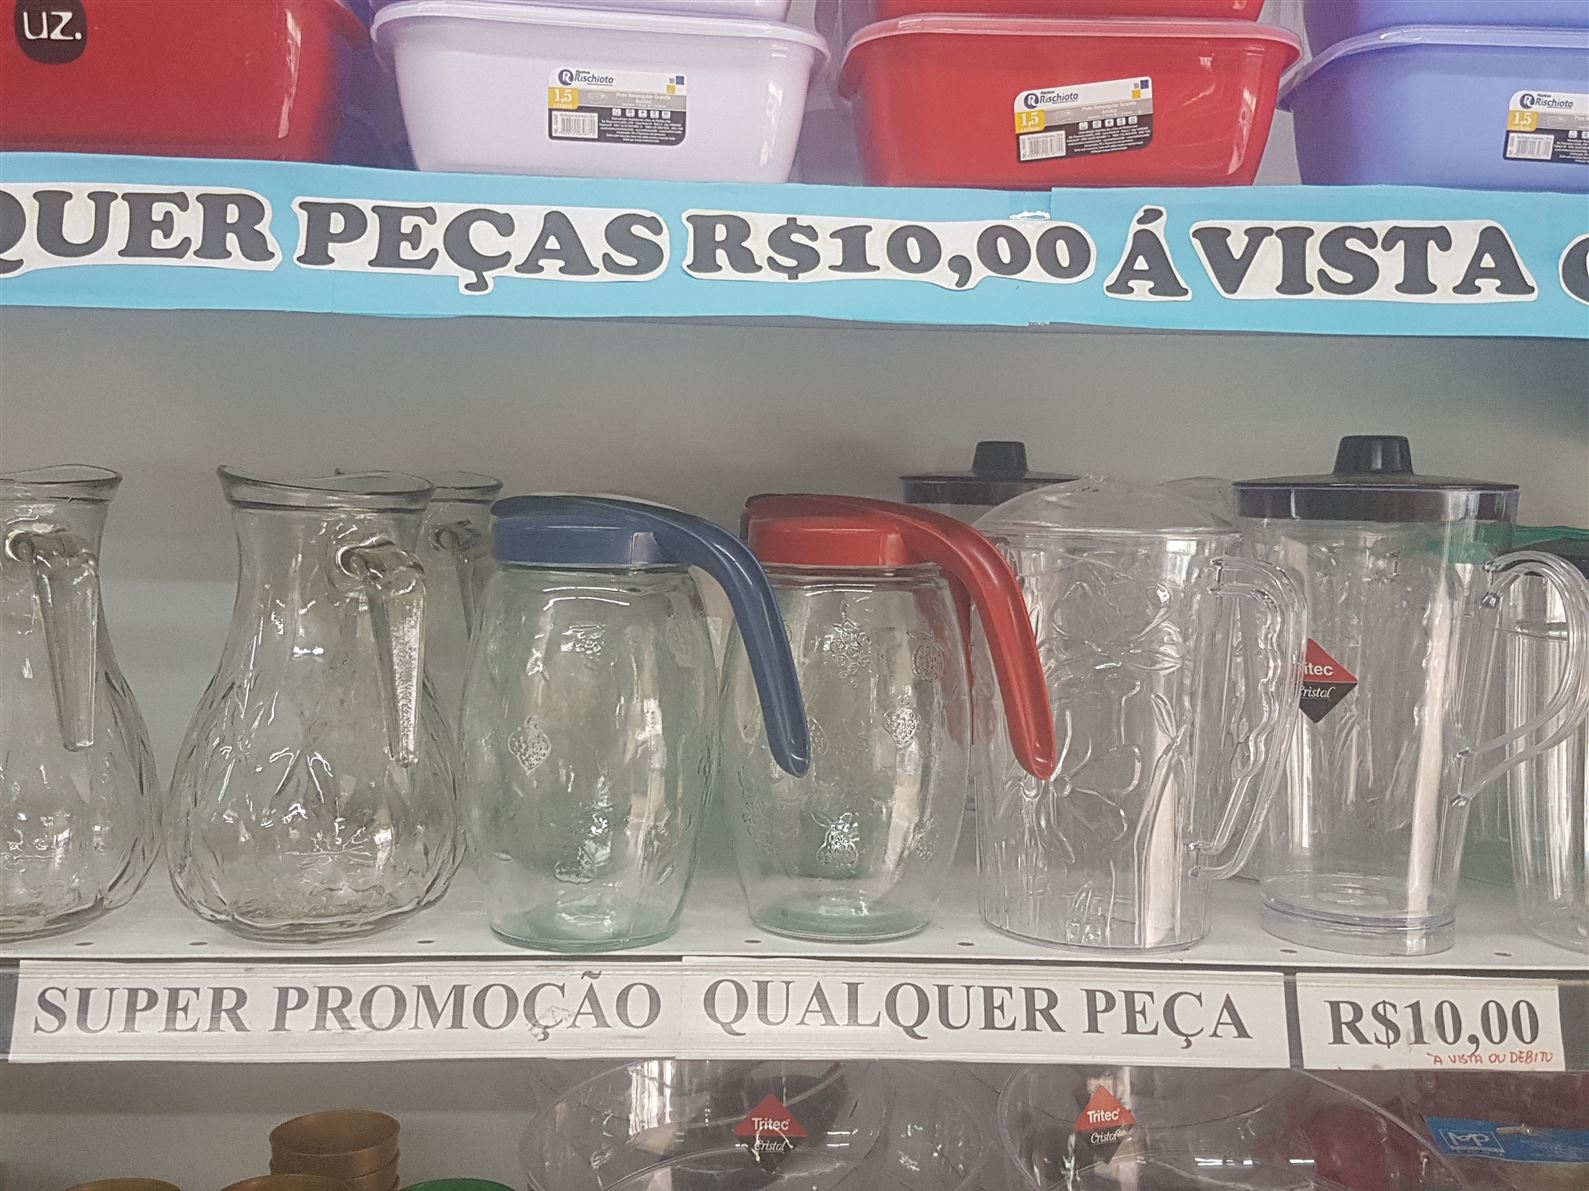 UZ.
Rischioto
1,5
Rischioto
1,5
Rischioto
1,5
QUER PEÇAS R$10,00 Á VISTA
itec
Cristal
SUPER PROMOÇÃO QUALQUER PEÇA R$10,00
A VISTA OU DEBITO
Tritec
Cristal
Tritec
Cristal